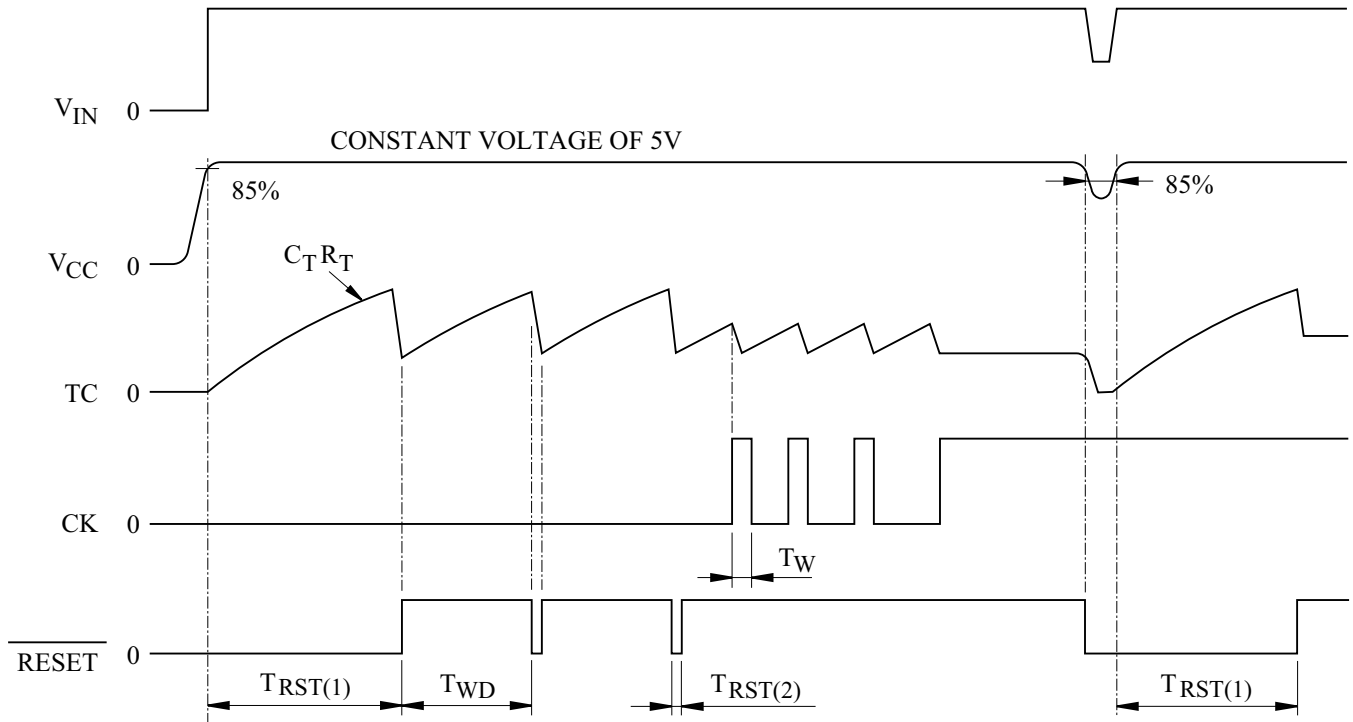 V_IN 0
CONSTANT VOLTAGE OF 5V
85%
85%
V_CC 0
C_T R_T
TC 0
CK 0
T_W
RESET 0
T_RST(1)
T_WD
T_RST(2)
T_RST(1)